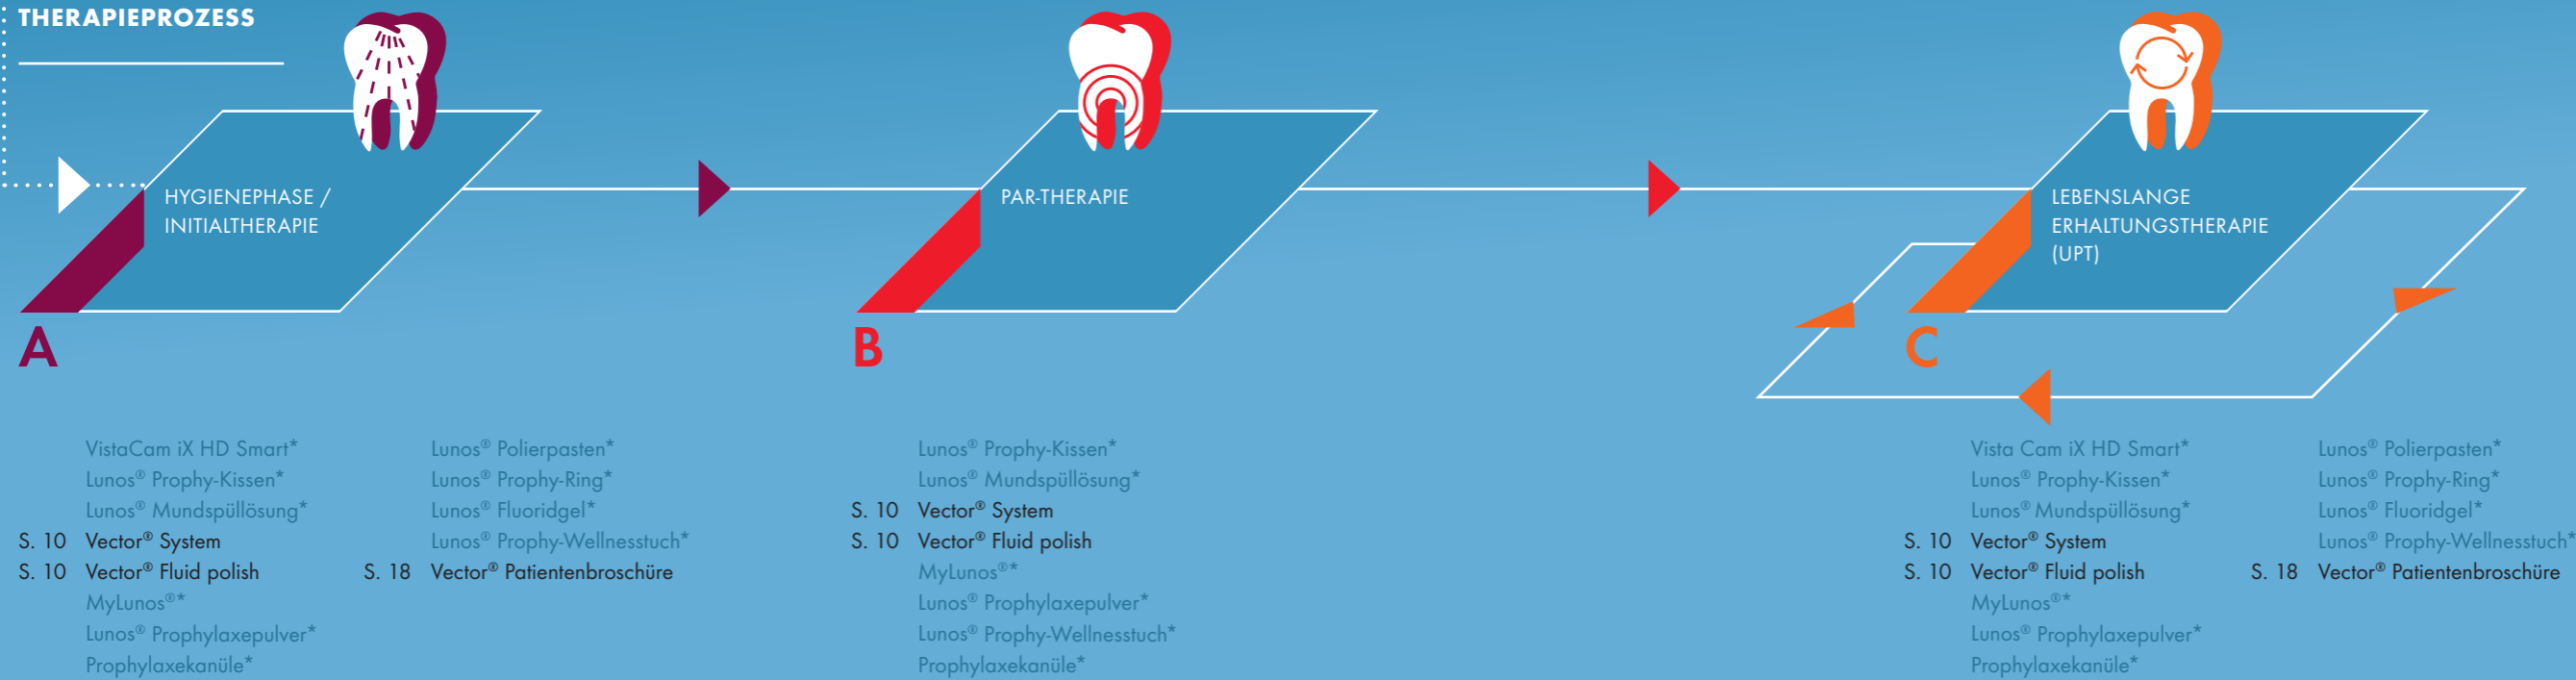 THERAPIEPROZESS
HYGIENEPHASE /
INITIALTHERAPIE
A
VistaCam iX HD Smart*
Lunos® Prophy-Kissen*
Lunos® Mundspüllösung*
S. 10 Vector® System
S. 10 Vector® Fluid polish
MyLunos®*
Lunos® Prophylaxepulver*
Prophylaxekanüle*
Lunos® Polierpasten*
Lunos® Prophy-Ring*
Lunos® Fluoridgel*
Lunos® Prophy-Wellnesstuch*
S. 18 Vector® Patientenbroschüre
PAR-THERAPIE
B
Lunos® Prophy-Kissen*
Lunos® Mundspüllösung*
S. 10 Vector® System
S. 10 Vector® Fluid polish
MyLunos®*
Lunos® Prophylaxepulver*
Lunos® Prophy-Wellnesstuch*
Prophylaxekanüle*
LEBENSLANGE
ERHALTUNGSTHERAPIE
(UPT)
C
Vista Cam iX HD Smart*
Lunos® Prophy-Kissen*
Lunos® Mundspüllösung*
S. 10 Vector® System
S. 10 Vector® Fluid polish
MyLunos®*
Lunos® Prophylaxepulver*
Prophylaxekanüle*
Lunos® Polierpasten*
Lunos® Prophy-Ring*
Lunos® Fluoridgel*
Lunos® Prophy-Wellnesstuch*
S. 18 Vector® Patientenbroschüre